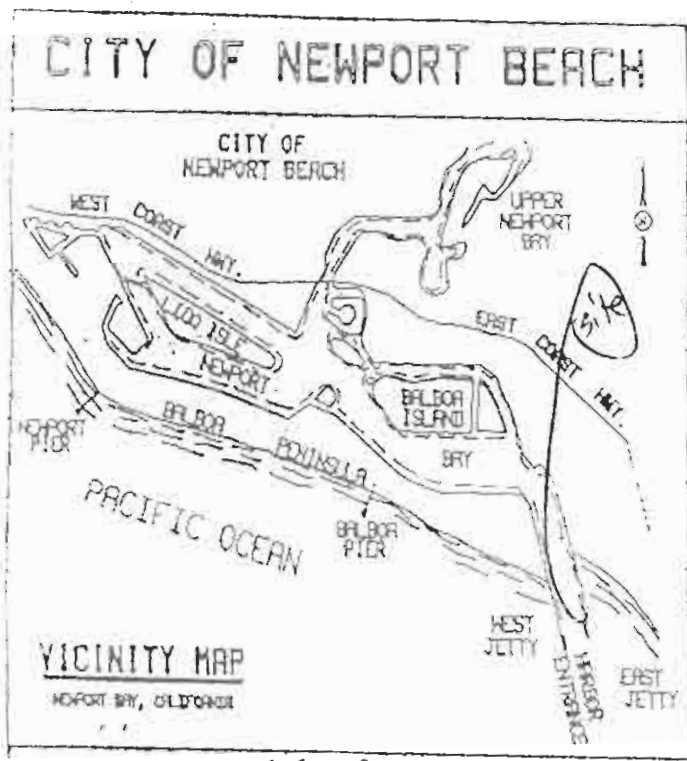 CITY OF NEWPORT BEACH
CITY OF
NEWPORT BEACH
UPPER
NEWPORT
BAY
WEST COAST HWY.
site
EAST COAST HWY.
LIDO ISLE
NEWPORT
BALBOA
ISLAND
BAY
NEWPORT
PIER
BALBOA PENINSULA
BALBOA
PIER
PACIFIC OCEAN
WEST
JETTY
HARBOR
ENTRANCE
EAST
JETTY
VICINITY MAP
NEWPORT BAY,